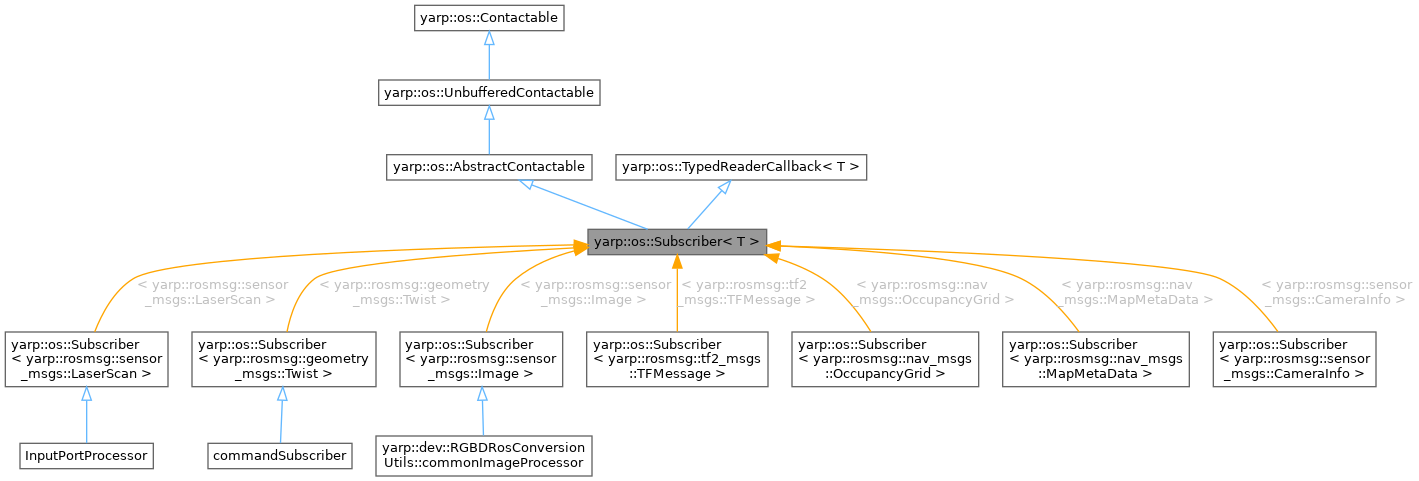 yarp::os::Contactable
yarp::os::UnbufferedContactable
yarp::os::AbstractContactable
yarp::os::TypedReaderCallback< T >
yarp::os::Subscriber< T >
< yarp::rosmsg::sensor
_msgs::LaserScan >
< yarp::rosmsg::geometry
_msgs::Twist >
< yarp::rosmsg::sensor
_msgs::Image >
< yarp::rosmsg::tf2
_msgs::TFMessage >
< yarp::rosmsg::nav
_msgs::OccupancyGrid >
< yarp::rosmsg::nav
_msgs::MapMetaData >
< yarp::rosmsg::sensor
_msgs::CameraInfo >
yarp::os::Subscriber
< yarp::rosmsg::sensor
_msgs::LaserScan >
yarp::os::Subscriber
< yarp::rosmsg::geometry
_msgs::Twist >
yarp::os::Subscriber
< yarp::rosmsg::sensor
_msgs::Image >
yarp::os::Subscriber
< yarp::rosmsg::tf2_msgs
::TFMessage >
yarp::os::Subscriber
< yarp::rosmsg::nav_msgs
::OccupancyGrid >
yarp::os::Subscriber
< yarp::rosmsg::nav_msgs
::MapMetaData >
yarp::os::Subscriber
< yarp::rosmsg::sensor
_msgs::CameraInfo >
InputPortProcessor
commandSubscriber
yarp::dev::RGBDRosConversion
Utils::commonImageProcessor